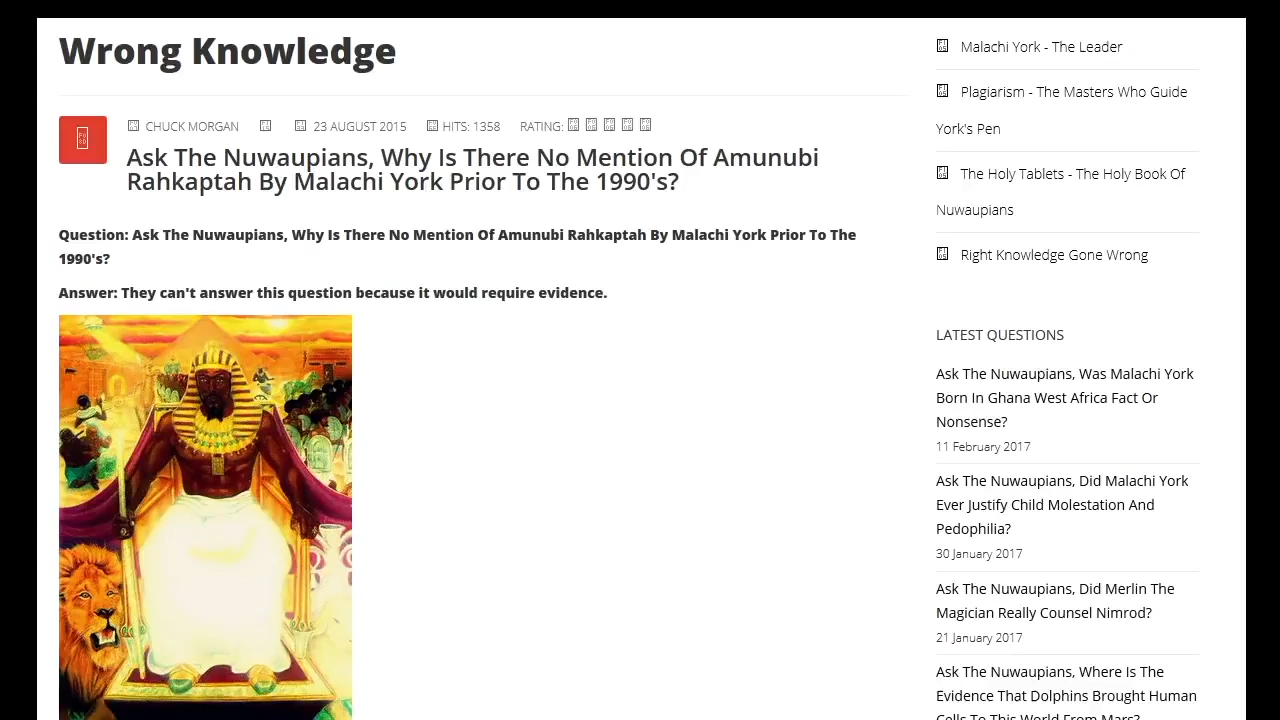 Wrong Knowledge
CHUCK MORGAN 23 AUGUST 2015 HITS: 1358 RATING:
Ask The Nuwaupians, Why Is There No Mention Of Amunubi
Rahkaptah By Malachi York Prior To The 1990's?
Question: Ask The Nuwaupians, Why Is There No Mention Of Amunubi Rahkaptah By Malachi York Prior To The
1990's?
Answer: They can't answer this question because it would require evidence.
Malachi York - The Leader
Plagiarism - The Masters Who Guide
York's Pen
The Holy Tablets - The Holy Book Of
Nuwaupians
Right Knowledge Gone Wrong
LATEST QUESTIONS
Ask The Nuwaupians, Was Malachi York
Born In Ghana West Africa Fact Or
Nonsense?
11 February 2017
Ask The Nuwaupians, Did Malachi York
Ever Justify Child Molestation And
Pedophilia?
30 January 2017
Ask The Nuwaupians, Did Merlin The
Magician Really Counsel Nimrod?
21 January 2017
Ask The Nuwaupians, Where Is The
Evidence That Dolphins Brought Human
Cells To This World From Mars?